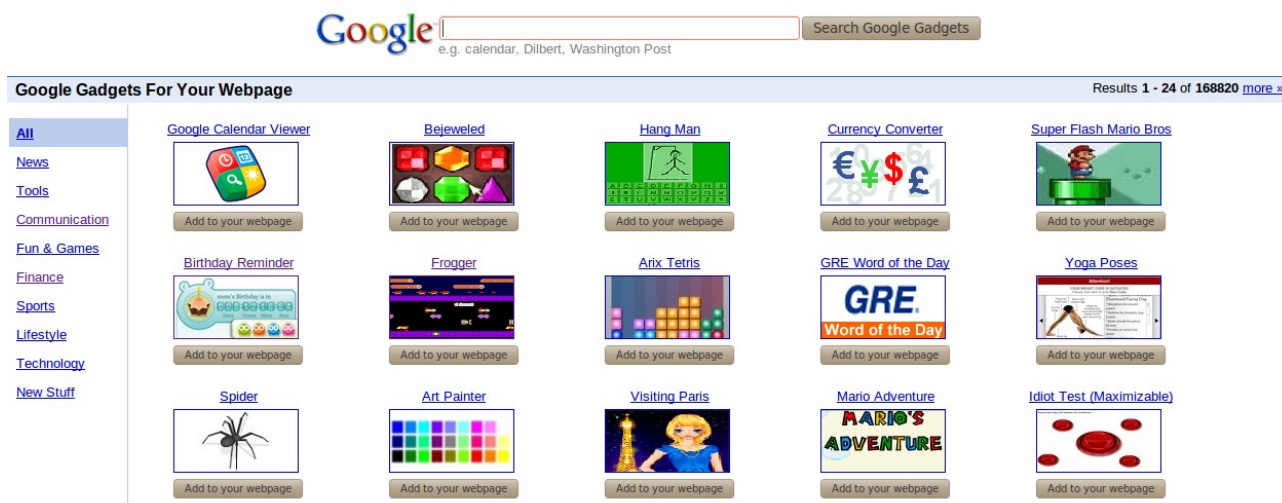 Google
Search Google Gadgets
e.g. calendar, Dilbert, Washington Post
Google Gadgets For Your Webpage
Results 1 - 24 of 168820 more »
All
News
Tools
Communication
Fun & Games
Finance
Sports
Lifestyle
Technology
New Stuff
Google Calendar Viewer
Bejeweled
Hang Man
Currency Converter
Super Flash Mario Bros
12
€ ¥ $ £
Add to your webpage
Add to your webpage
Add to your webpage
Add to your webpage
Add to your webpage
Birthday Reminder
Frogger
Arix Tetris
GRE Word of the Day
Yoga Poses
mom's Birthday is in
GRE
Word of the Day
Add to your webpage
Add to your webpage
Add to your webpage
Add to your webpage
Add to your webpage
Spider
Art Painter
Visiting Paris
Mario Adventure
Idiot Test (Maximizable)
MARIO'S
ADVENTURE
Add to your webpage
Add to your webpage
Add to your webpage
Add to your webpage
Add to your webpage